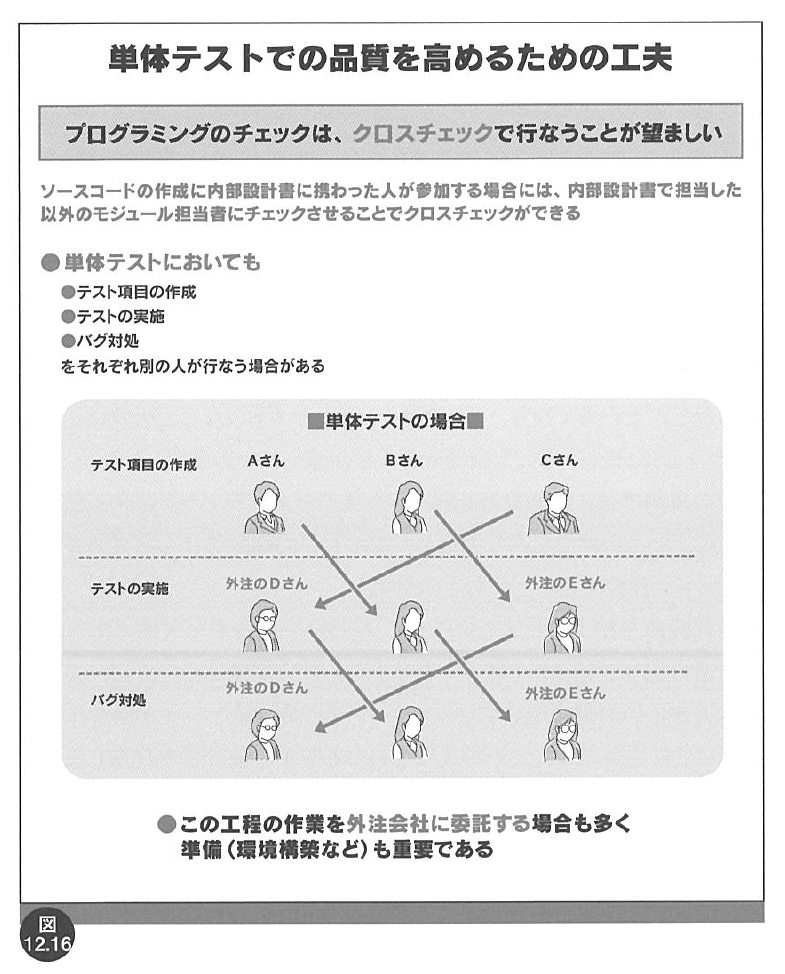 単体テストでの品質を高めるための工夫
プログラミングのチェックは、クロスチェックで行なうことが望ましい
ソースコードの作成に内部設計書に携わった人が参加する場合には、内部設計書で担当した
以外のモジュール担当者にチェックさせることでクロスチェックができる
●単体テストにおいても
●テスト項目の作成
●テストの実施
●バグ対処
をそれぞれ別の人が行なう場合がある
■単体テストの場合■
テスト項目の作成 Aさん Bさん Cさん
テストの実施 外注のDさん 外注のEさん
バグ対処 外注のDさん 外注のEさん
●この工程の作業を外注会社に委託する場合も多く
準備(環境構築など)も重要である
図
12.16